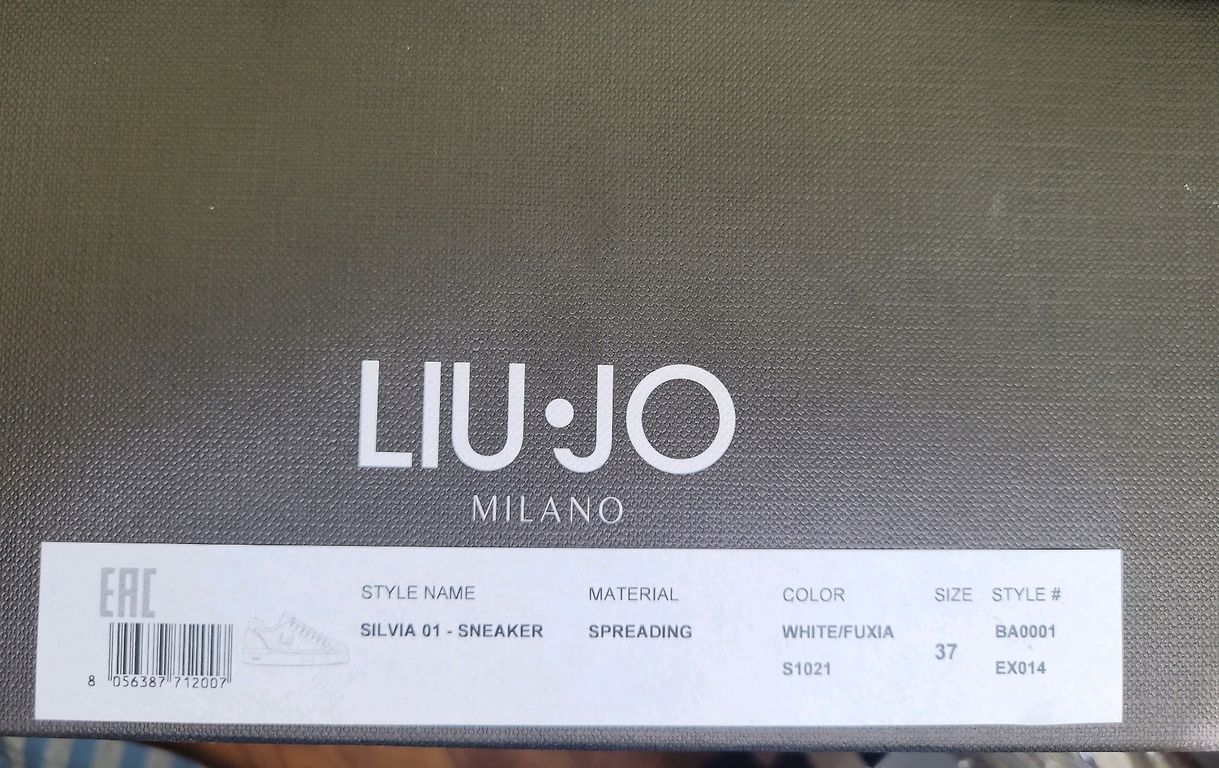 LIU·JO
MILANO
EAC
STYLE NAME MATERIAL COLOR SIZE STYLE #
SILVIA 01 - SNEAKER SPREADING WHITE/FUXIA 37 BA0001
S1021 EX014
8 056387 712007